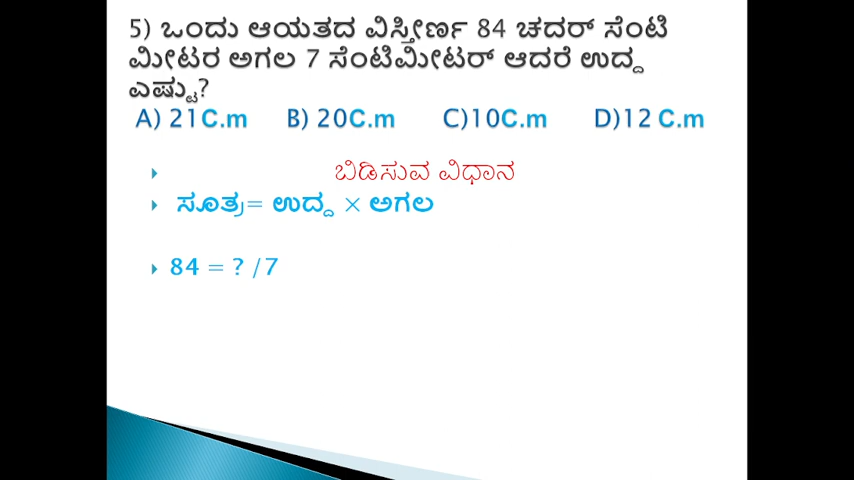 5) ಒಂದು ಆಯತದ ವಿಸ್ತೀರ್ಣ 84 ಚದರ್ ಸೆಂಟಿ
ಮೀಟರ ಅಗಲ 7 ಸೆಂಟಿಮೀಟರ್ ಆದರೆ ಉದ್ದ
ಎಷ್ಟು?
A) 21C.m B) 20C.m C)10C.m D)12 C.m
ಬಿಡಿಸುವ ವಿಧಾನ
ಸೂತ್ರ= ಉದ್ದ × ಅಗಲ
84 = ? /7